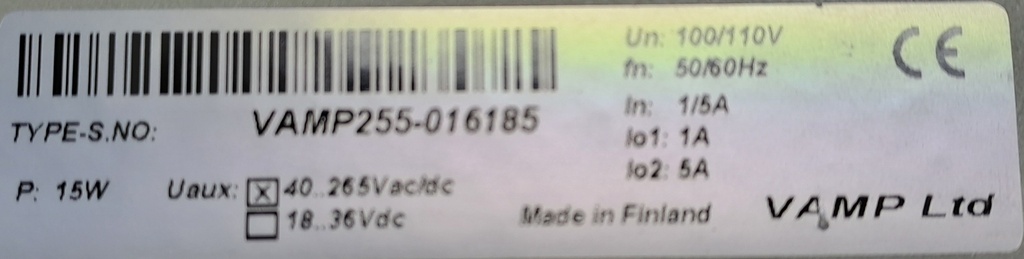 TYPE-S.NO: VAMP255-016185
P: 15W
Uaux: ☒ 40..265Vac/dc
☐ 18..36Vdc
Un: 100/110V
fn: 50/60Hz
In: 1/5A
Io1: 1A
Io2: 5A
Made in Finland
CE
VAMP Ltd